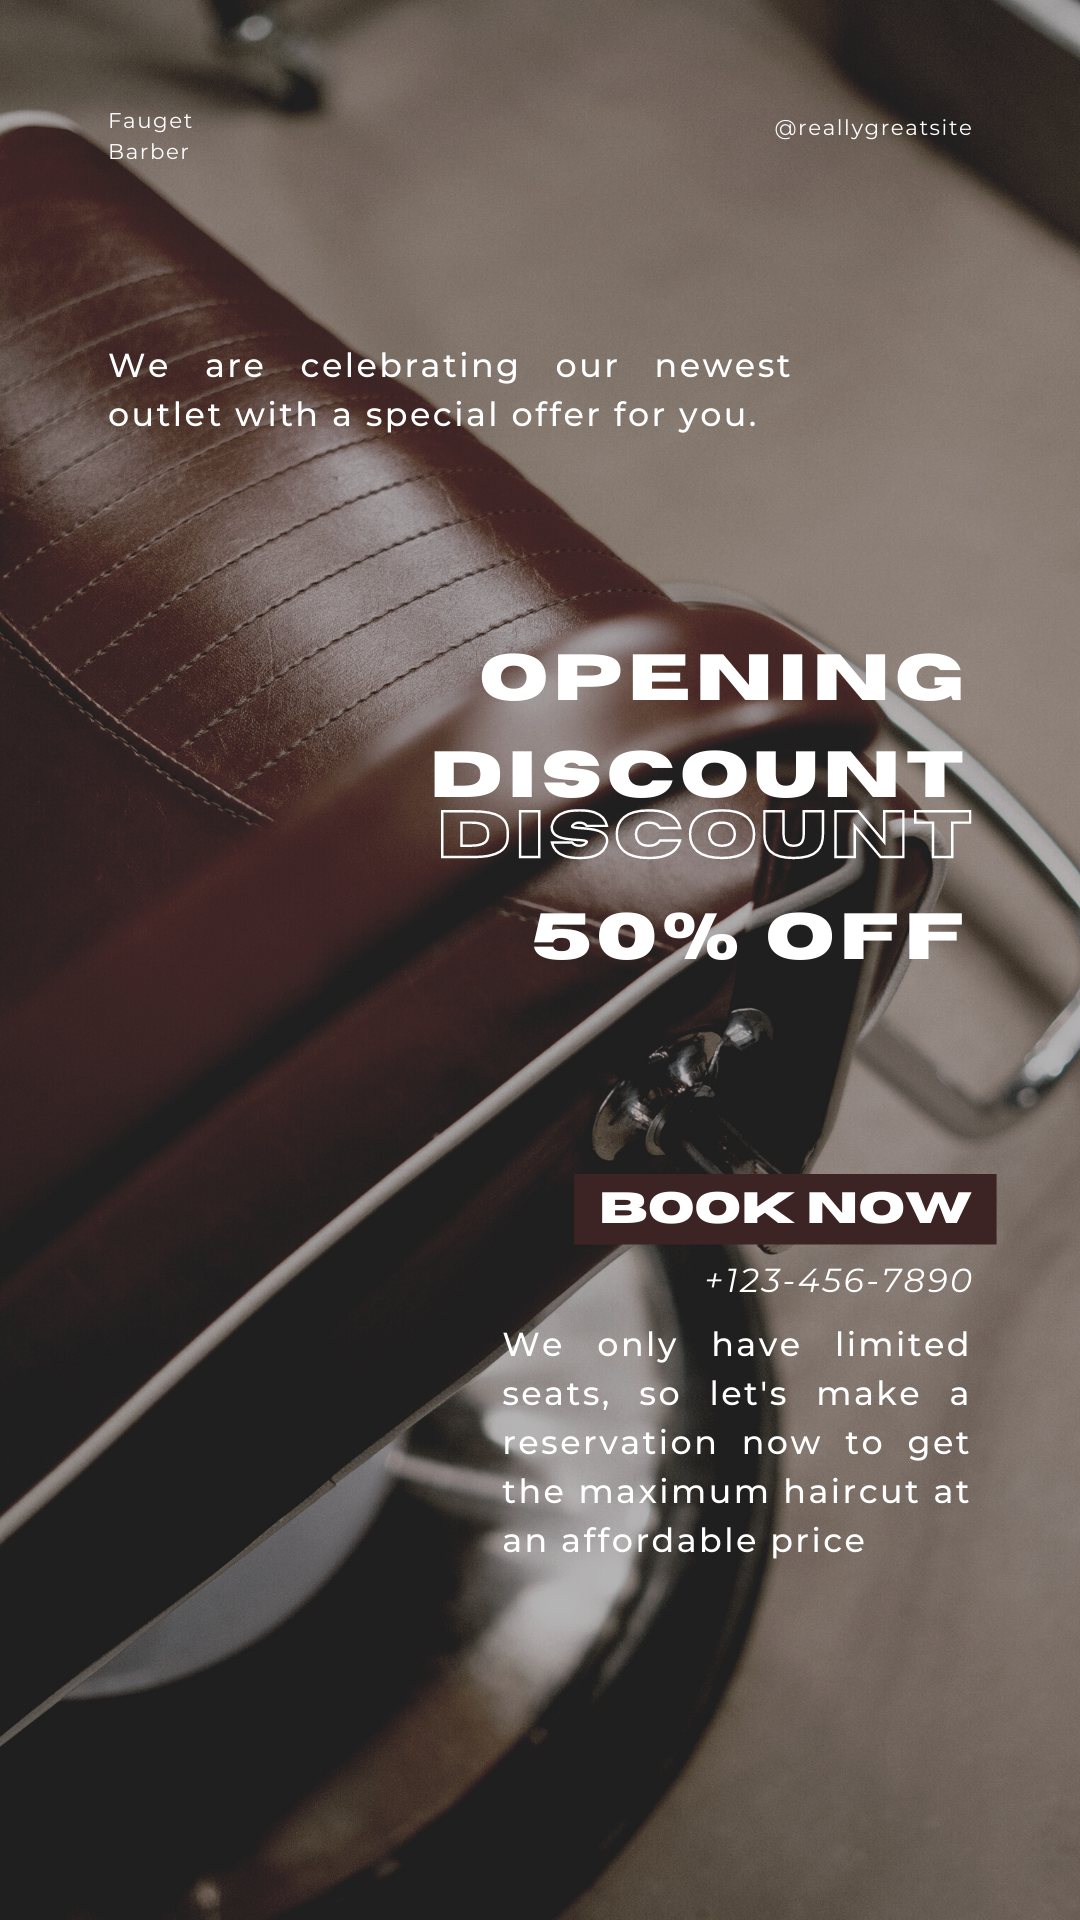 Fauget
Barber
@reallygreatsite
We are celebrating our newest
outlet with a special offer for you.
OPENING
DISCOUNT
DISCOUNT
50% OFF
BOOK NOW
+123-456-7890
We only have limited
seats, so let's make a
reservation now to get
the maximum haircut at
an affordable price